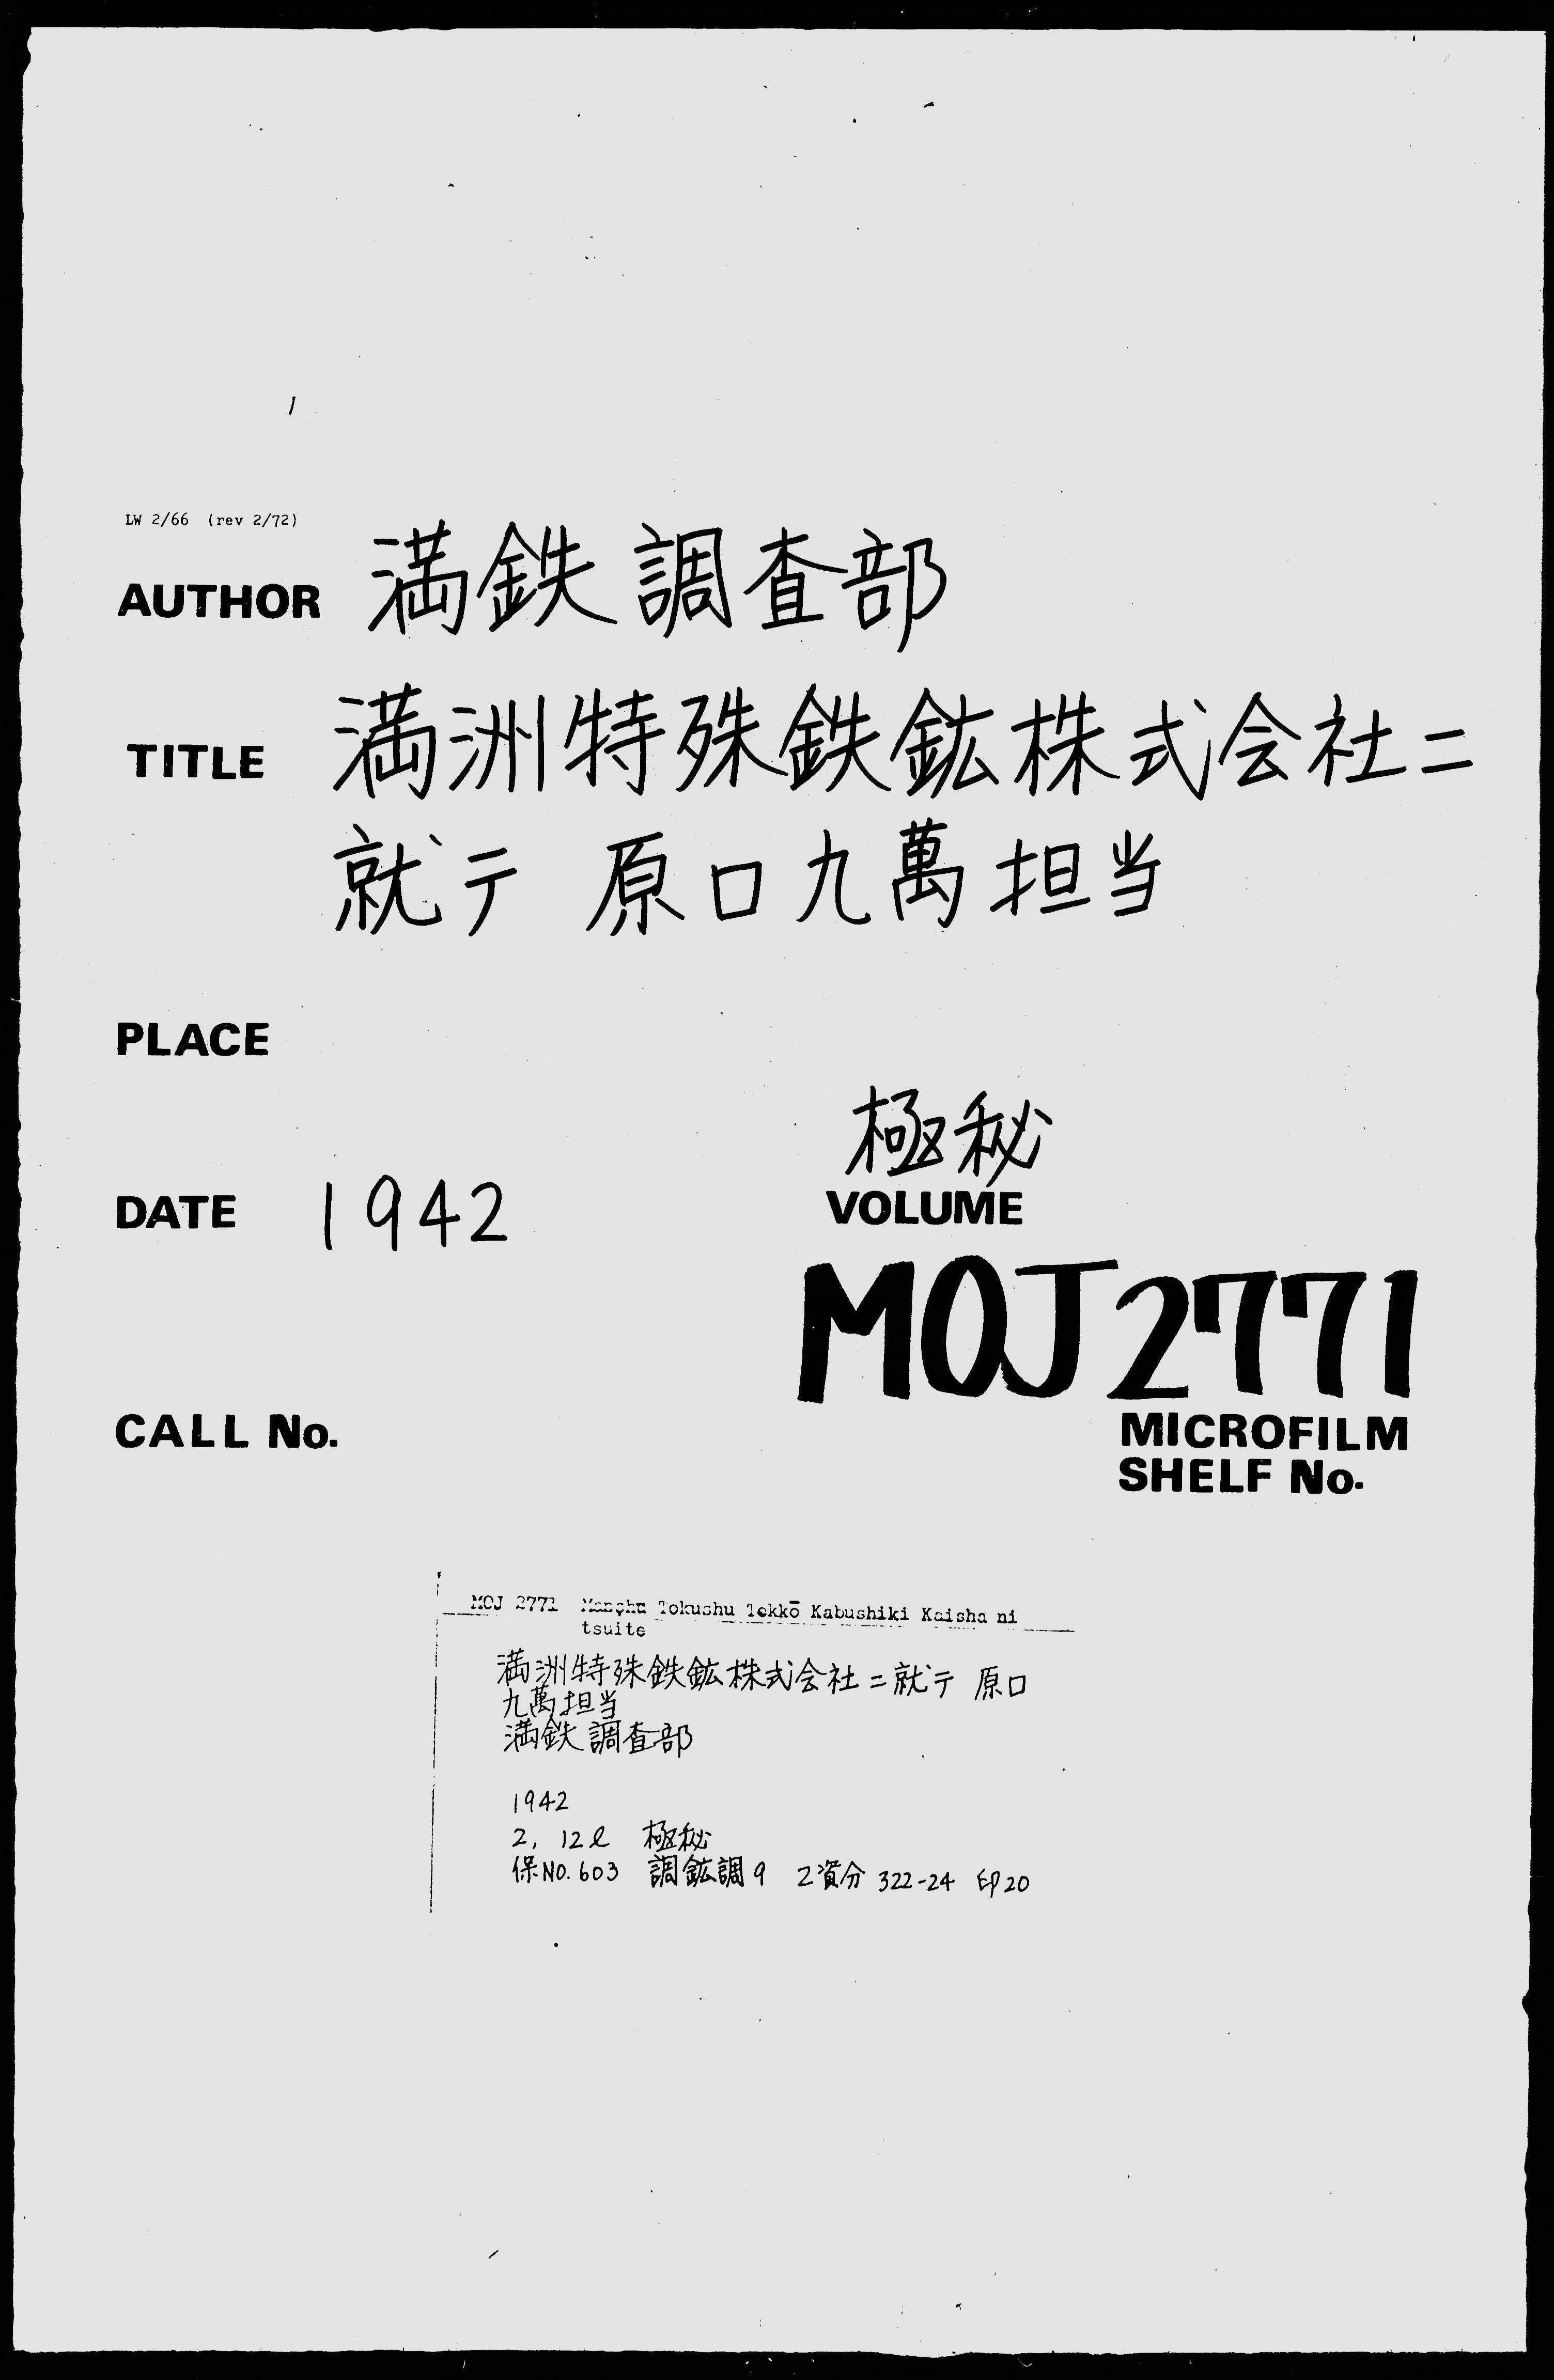 LW 2/66 (rev 2/72)
AUTHOR 満鉄調査部
TITLE 満洲特殊鉄鉱株式会社ニ
就テ 原口九萬担当
PLACE
極秘
DATE 1942 VOLUME
MOJ 2771
CALL No. MICROFILM
SHELF No.
MOJ 2771 Manshu Tokushu Tekkō Kabushiki Kaisha ni
tsuite
満洲特殊鉄鉱株式会社ニ就テ 原口
九萬担当
満鉄調査部
1942
2, 12ℓ 極秘
保NO. 603 調鉱調9 乙資分 322-24 印20